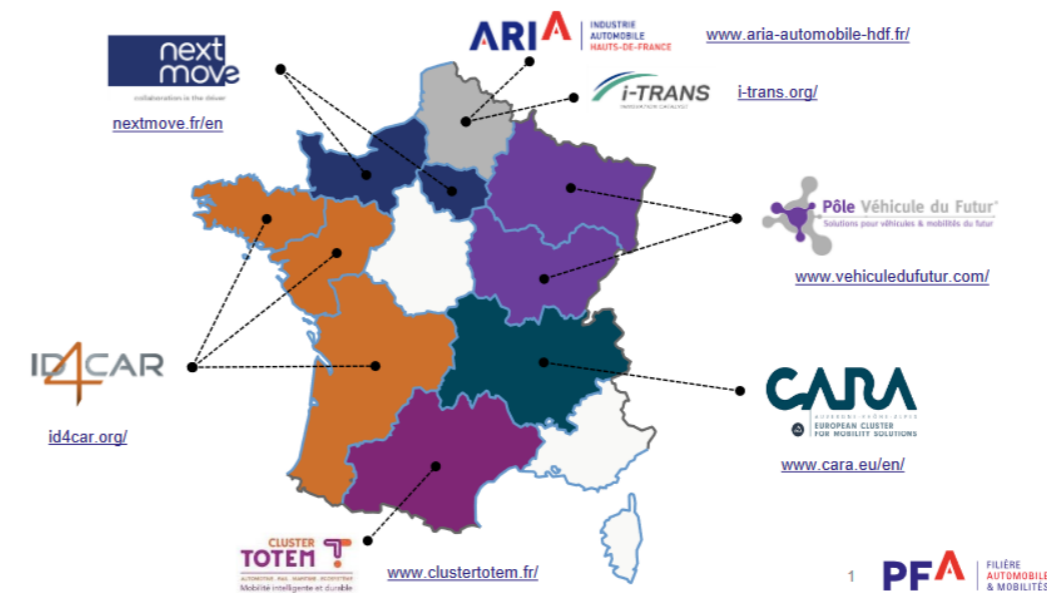 next
move
collaboration is the driver
nextmove.fr/en
ARIA
INDUSTRIE
AUTOMOBILE
HAUTS-DE-FRANCE
www.aria-automobile-hdf.fr/
i-TRANS
INNOVATION CATALYST
i-trans.org/
Pôle Véhicule du Futur
Solutions pour véhicules & mobilités du futur
www.vehiculedufutur.com/
ID4CAR
id4car.org/
CARA
AUVERGNE-RHÔNE-ALPES
EUROPEAN CLUSTER
FOR MOBILITY SOLUTIONS
www.cara.eu/en/
CLUSTER
TOTEM
Mobilité intelligente et durable
www.clustertotem.fr/
1
PFA
FILIÈRE
AUTOMOBILE
& MOBILITÉS